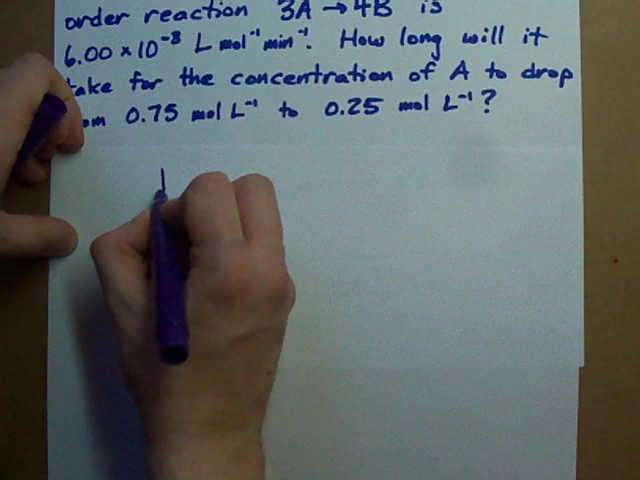 order reaction 3A → 4B is
6.00 × 10⁻³ L mol⁻¹ min⁻¹. How long will it
take for the concentration of A to drop
0.75 mol L⁻¹ to 0.25 mol L⁻¹?